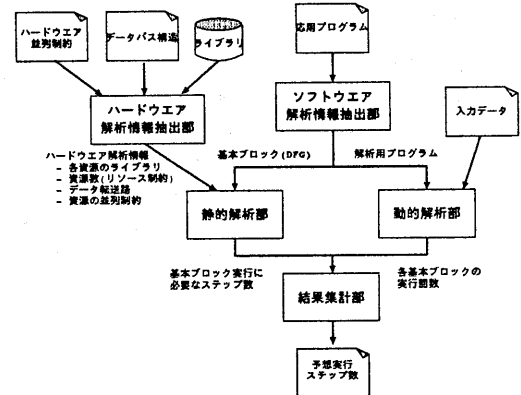 ハードウエア
並列制約
データパス構造
ライブラリ
応用プログラム
ハードウエア
解析情報抽出部
ソフトウエア
解析情報抽出部
入力データ
ハードウエア解析情報
- 各資源のライブラリ
- 資源数(リソース制約)
- データ転送路
- 資源の並列制約
基本ブロック(DFG)
解析用プログラム
静的解析部
動的解析部
基本ブロック実行に
必要なステップ数
各基本ブロックの
実行回数
結果集計部
予想実行
ステップ数